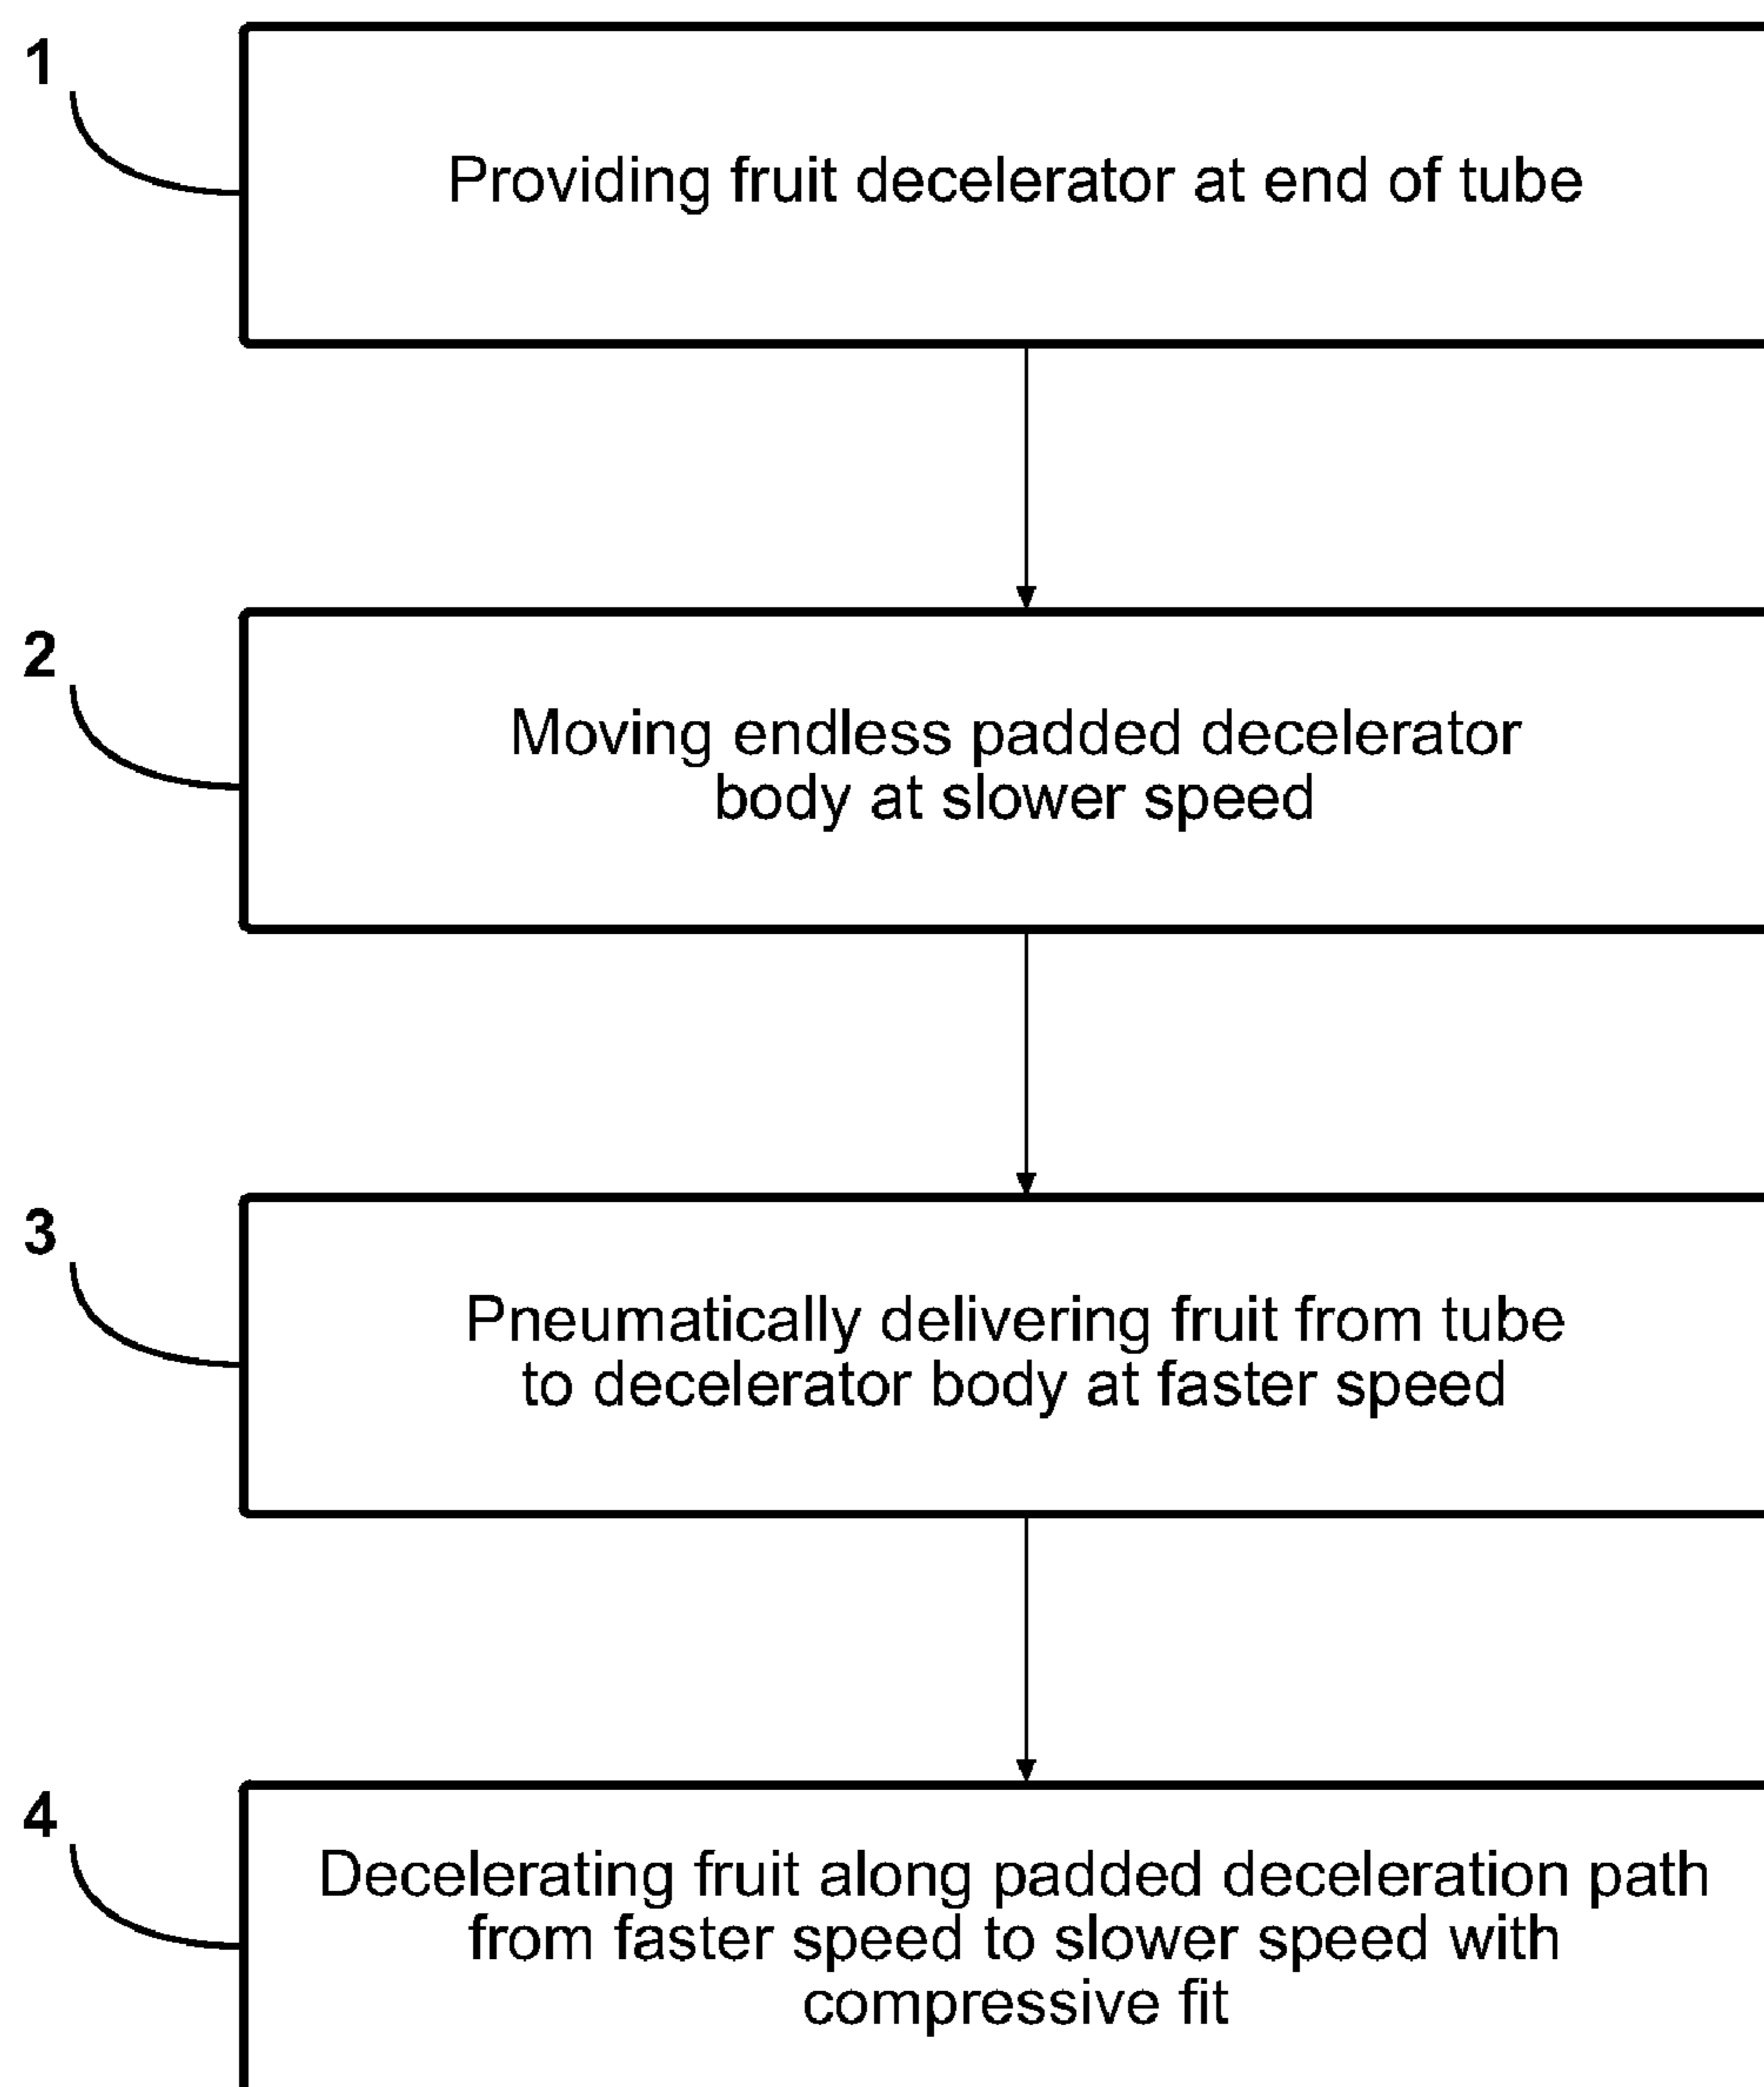 1
Providing fruit decelerator at end of tube
2
Moving endless padded decelerator
body at slower speed
3
Pneumatically delivering fruit from tube
to decelerator body at faster speed
4
Decelerating fruit along padded deceleration path
from faster speed to slower speed with
compressive fit